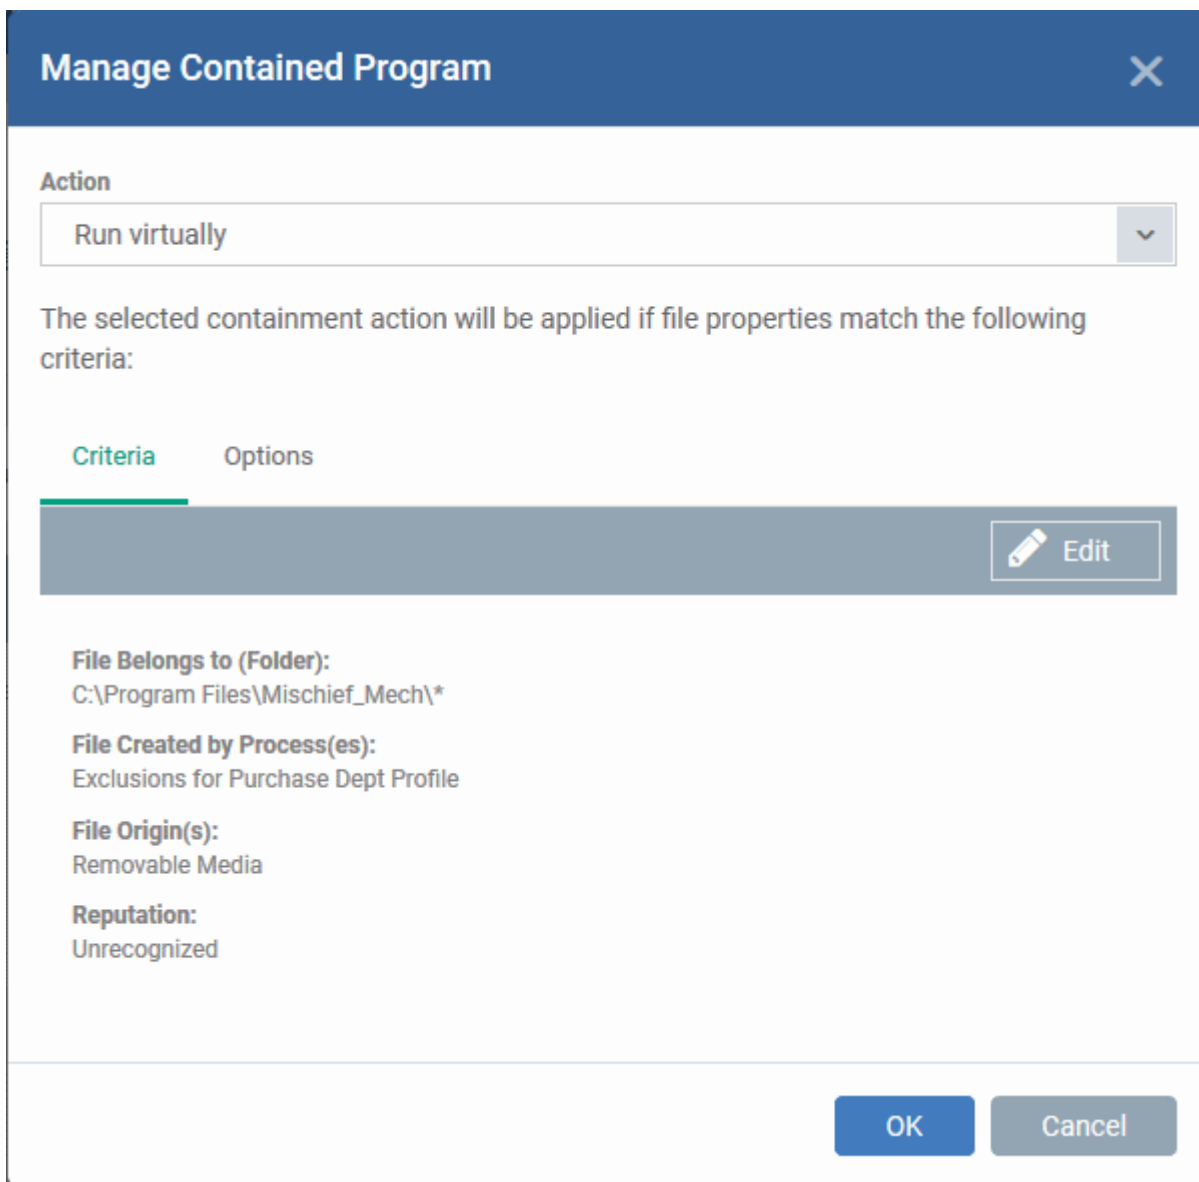 Manage Contained Program
Action
Run virtually
The selected containment action will be applied if file properties match the following
criteria:
Criteria Options
Edit
File Belongs to (Folder):
C:\Program Files\Mischief_Mech\*
File Created by Process(es):
Exclusions for Purchase Dept Profile
File Origin(s):
Removable Media
Reputation:
Unrecognized
OK Cancel